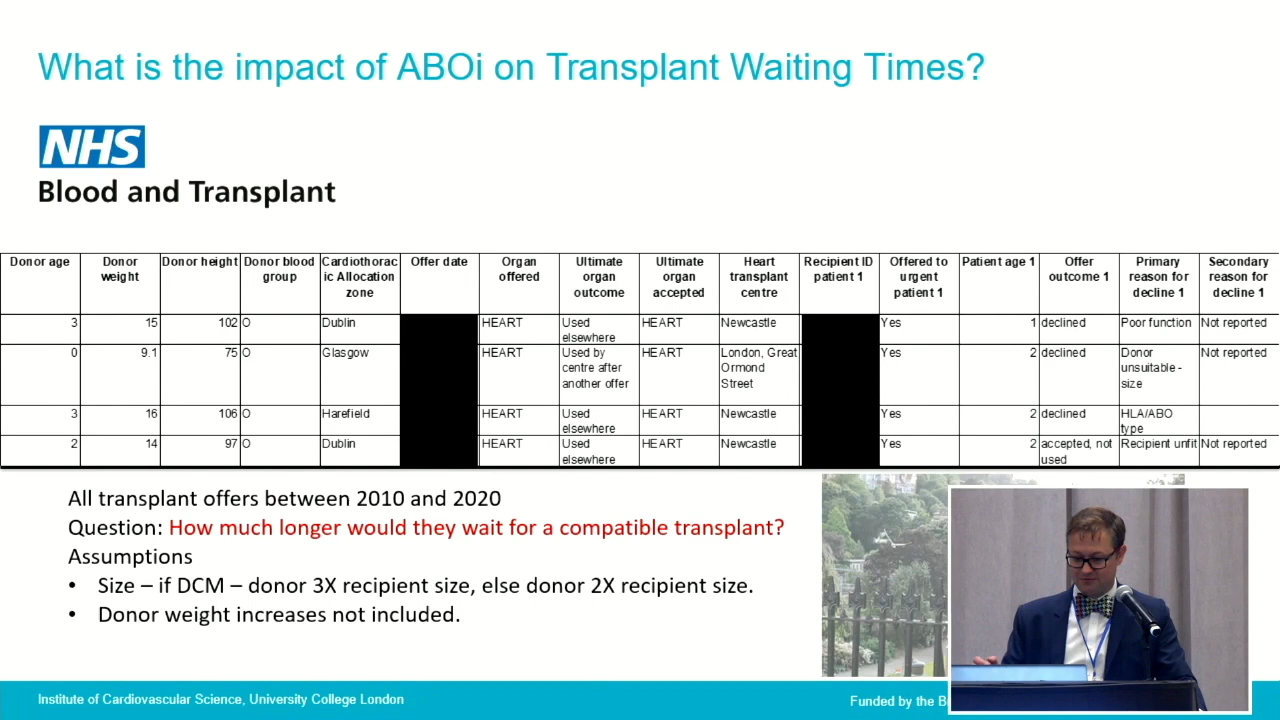 What is the impact of ABOi on Transplant Waiting Times?
NHS
Blood and Transplant
Donor age | Donor weight | Donor height | Donor blood group | Cardiothorac ic Allocation zone | Offer date | Organ offered | Ultimate organ outcome | Ultimate organ accepted | Heart transplant centre | Recipient ID patient 1 | Offered to urgent patient 1 | Patient age 1 | Offer outcome 1 | Primary reason for decline 1 | Secondary reason for decline 1
3 | 15 | 102 | O | Dublin | HEART | Used elsewhere | HEART | Newcastle | Yes | 1 | declined | Poor function | Not reported
0 | 9.1 | 75 | O | Glasgow | HEART | Used by centre after another offer | HEART | London, Great Ormond Street | Yes | 2 | declined | Donor unsuitable - size | Not reported
3 | 16 | 106 | O | Harefield | HEART | Used elsewhere | HEART | Newcastle | Yes | 2 | declined | HLA/ABO type
2 | 14 | 97 | O | Dublin | HEART | Used elsewhere | HEART | Newcastle | Yes | 2 | accepted, not used | Recipient unfit | Not reported
All transplant offers between 2010 and 2020
Question: How much longer would they wait for a compatible transplant?
Assumptions
• Size – if DCM – donor 3X recipient size, else donor 2X recipient size.
• Donor weight increases not included.
Institute of Cardiovascular Science, University College London
Funded by the